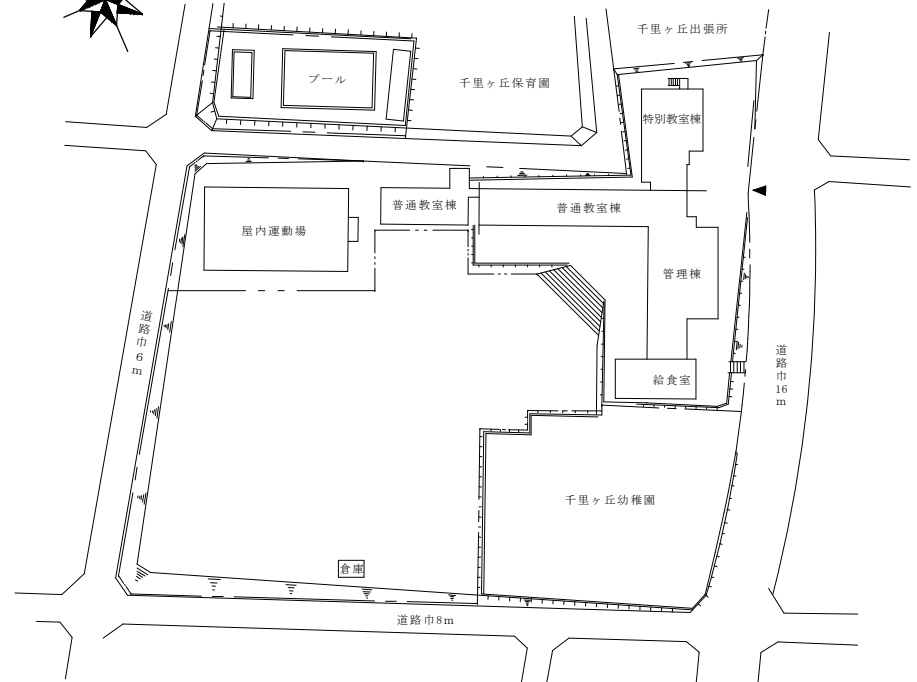 千里ヶ丘出張所
プール
千里ヶ丘保育園
特別教室棟
普通教室棟
普通教室棟
屋内運動場
管理棟
道路巾6m
道路巾16m
給食室
千里ヶ丘幼稚園
倉庫
道路巾8m